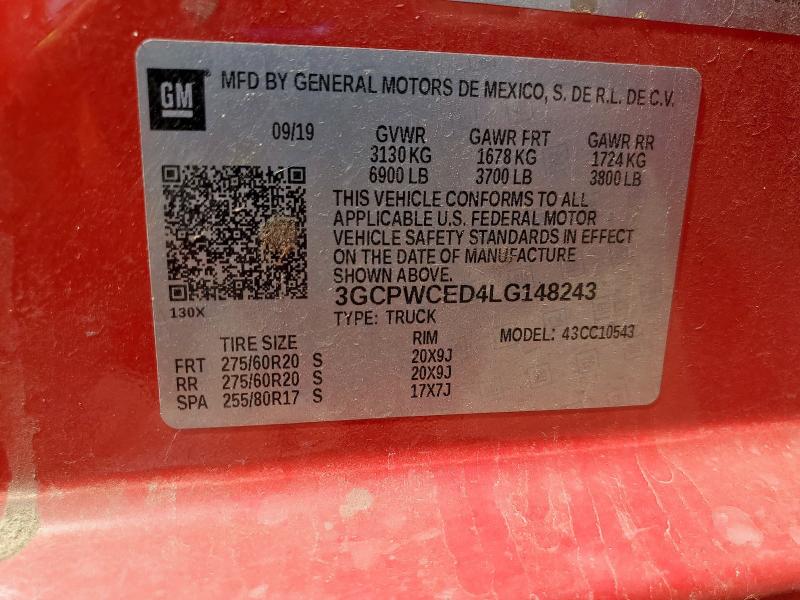 GM
MFD BY GENERAL MOTORS DE MEXICO, S. DE R.L. DE C.V.
09/19 GVWR GAWR FRT GAWR RR
3130 KG 1678 KG 1724 KG
6900 LB 3700 LB 3800 LB
THIS VEHICLE CONFORMS TO ALL
APPLICABLE U.S. FEDERAL MOTOR
VEHICLE SAFETY STANDARDS IN EFFECT
ON THE DATE OF MANUFACTURE
SHOWN ABOVE.
130X 3GCPWCED4LG148243
TYPE: TRUCK
TIRE SIZE RIM MODEL: 43CC10543
FRT 275/60R20 S 20X9J
RR 275/60R20 S 20X9J
SPA 255/80R17 S 17X7J